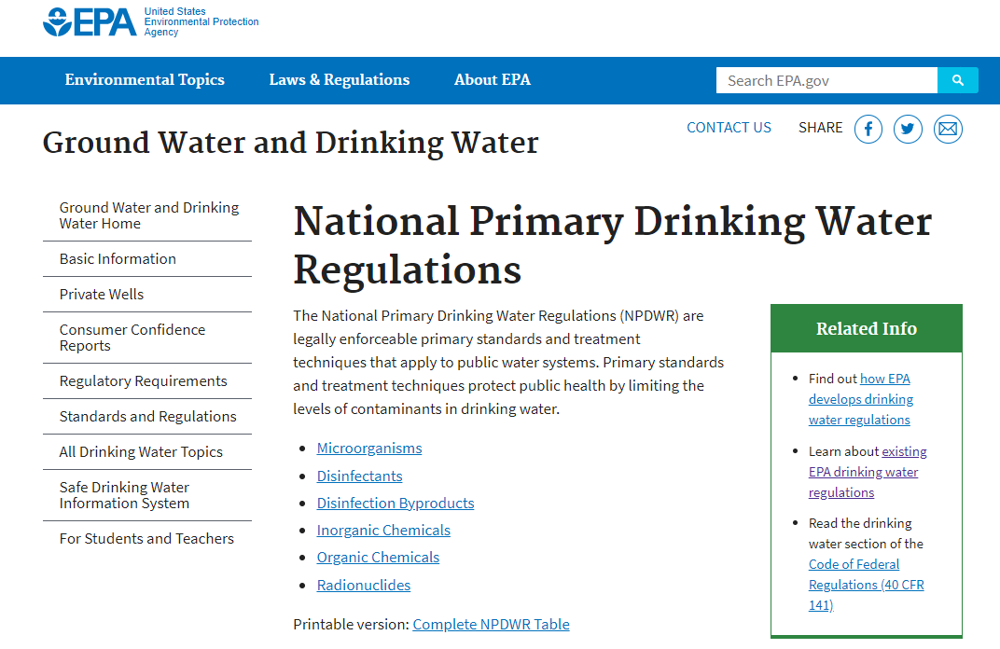 EPA
United States
Environmental Protection
Agency
Environmental Topics
Laws & Regulations
About EPA
Search EPA.gov
CONTACT US
SHARE
Ground Water and Drinking Water
Ground Water and Drinking
Water Home
Basic Information
Private Wells
Consumer Confidence
Reports
Regulatory Requirements
Standards and Regulations
All Drinking Water Topics
Safe Drinking Water
Information System
For Students and Teachers
National Primary Drinking Water
Regulations
The National Primary Drinking Water Regulations (NPDWR) are
legally enforceable primary standards and treatment
techniques that apply to public water systems. Primary standards
and treatment techniques protect public health by limiting the
levels of contaminants in drinking water.
Microorganisms
Disinfectants
Disinfection Byproducts
Inorganic Chemicals
Organic Chemicals
Radionuclides
Printable version: Complete NPDWR Table
Related Info
Find out how EPA
develops drinking
water regulations
Learn about existing
EPA drinking water
regulations
Read the drinking
water section of the
Code of Federal
Regulations (40 CFR
141)